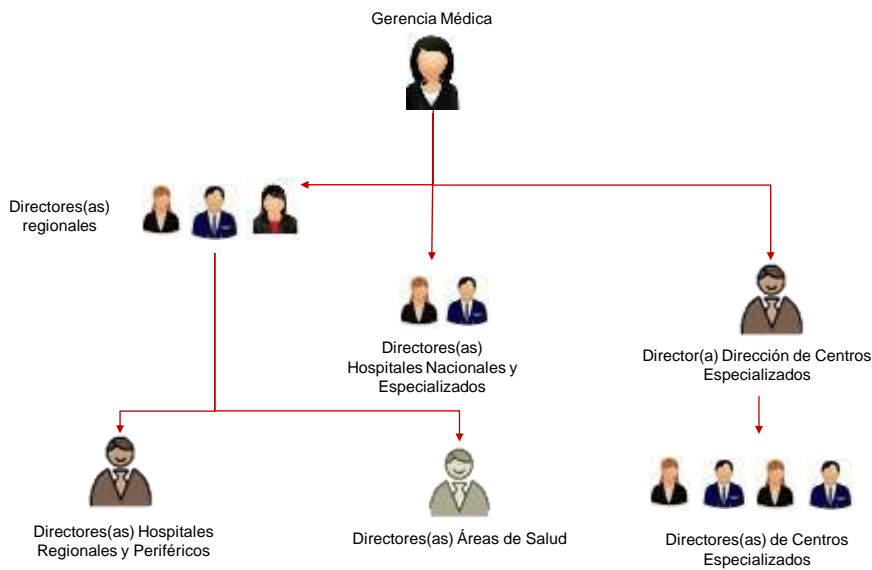 Gerencia Médica
Directores(as)
regionales
Directores(as)
Hospitales Nacionales y
Especializados
Director(a) Dirección de Centros
Especializados
Directores(as) Hospitales
Regionales y Periféricos
Directores(as) Áreas de Salud
Directores(as) de Centros
Especializados